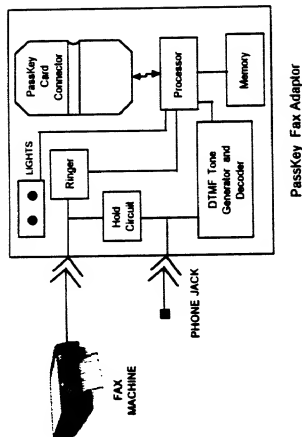 PassKey
Card
Connector
LIGHTS
Ringer
Processor
Hold
Circuit
Memory
DTMF Tone
Generator and
Decoder
FAX
MACHINE
PHONE JACK
PassKey Fax Adaptor